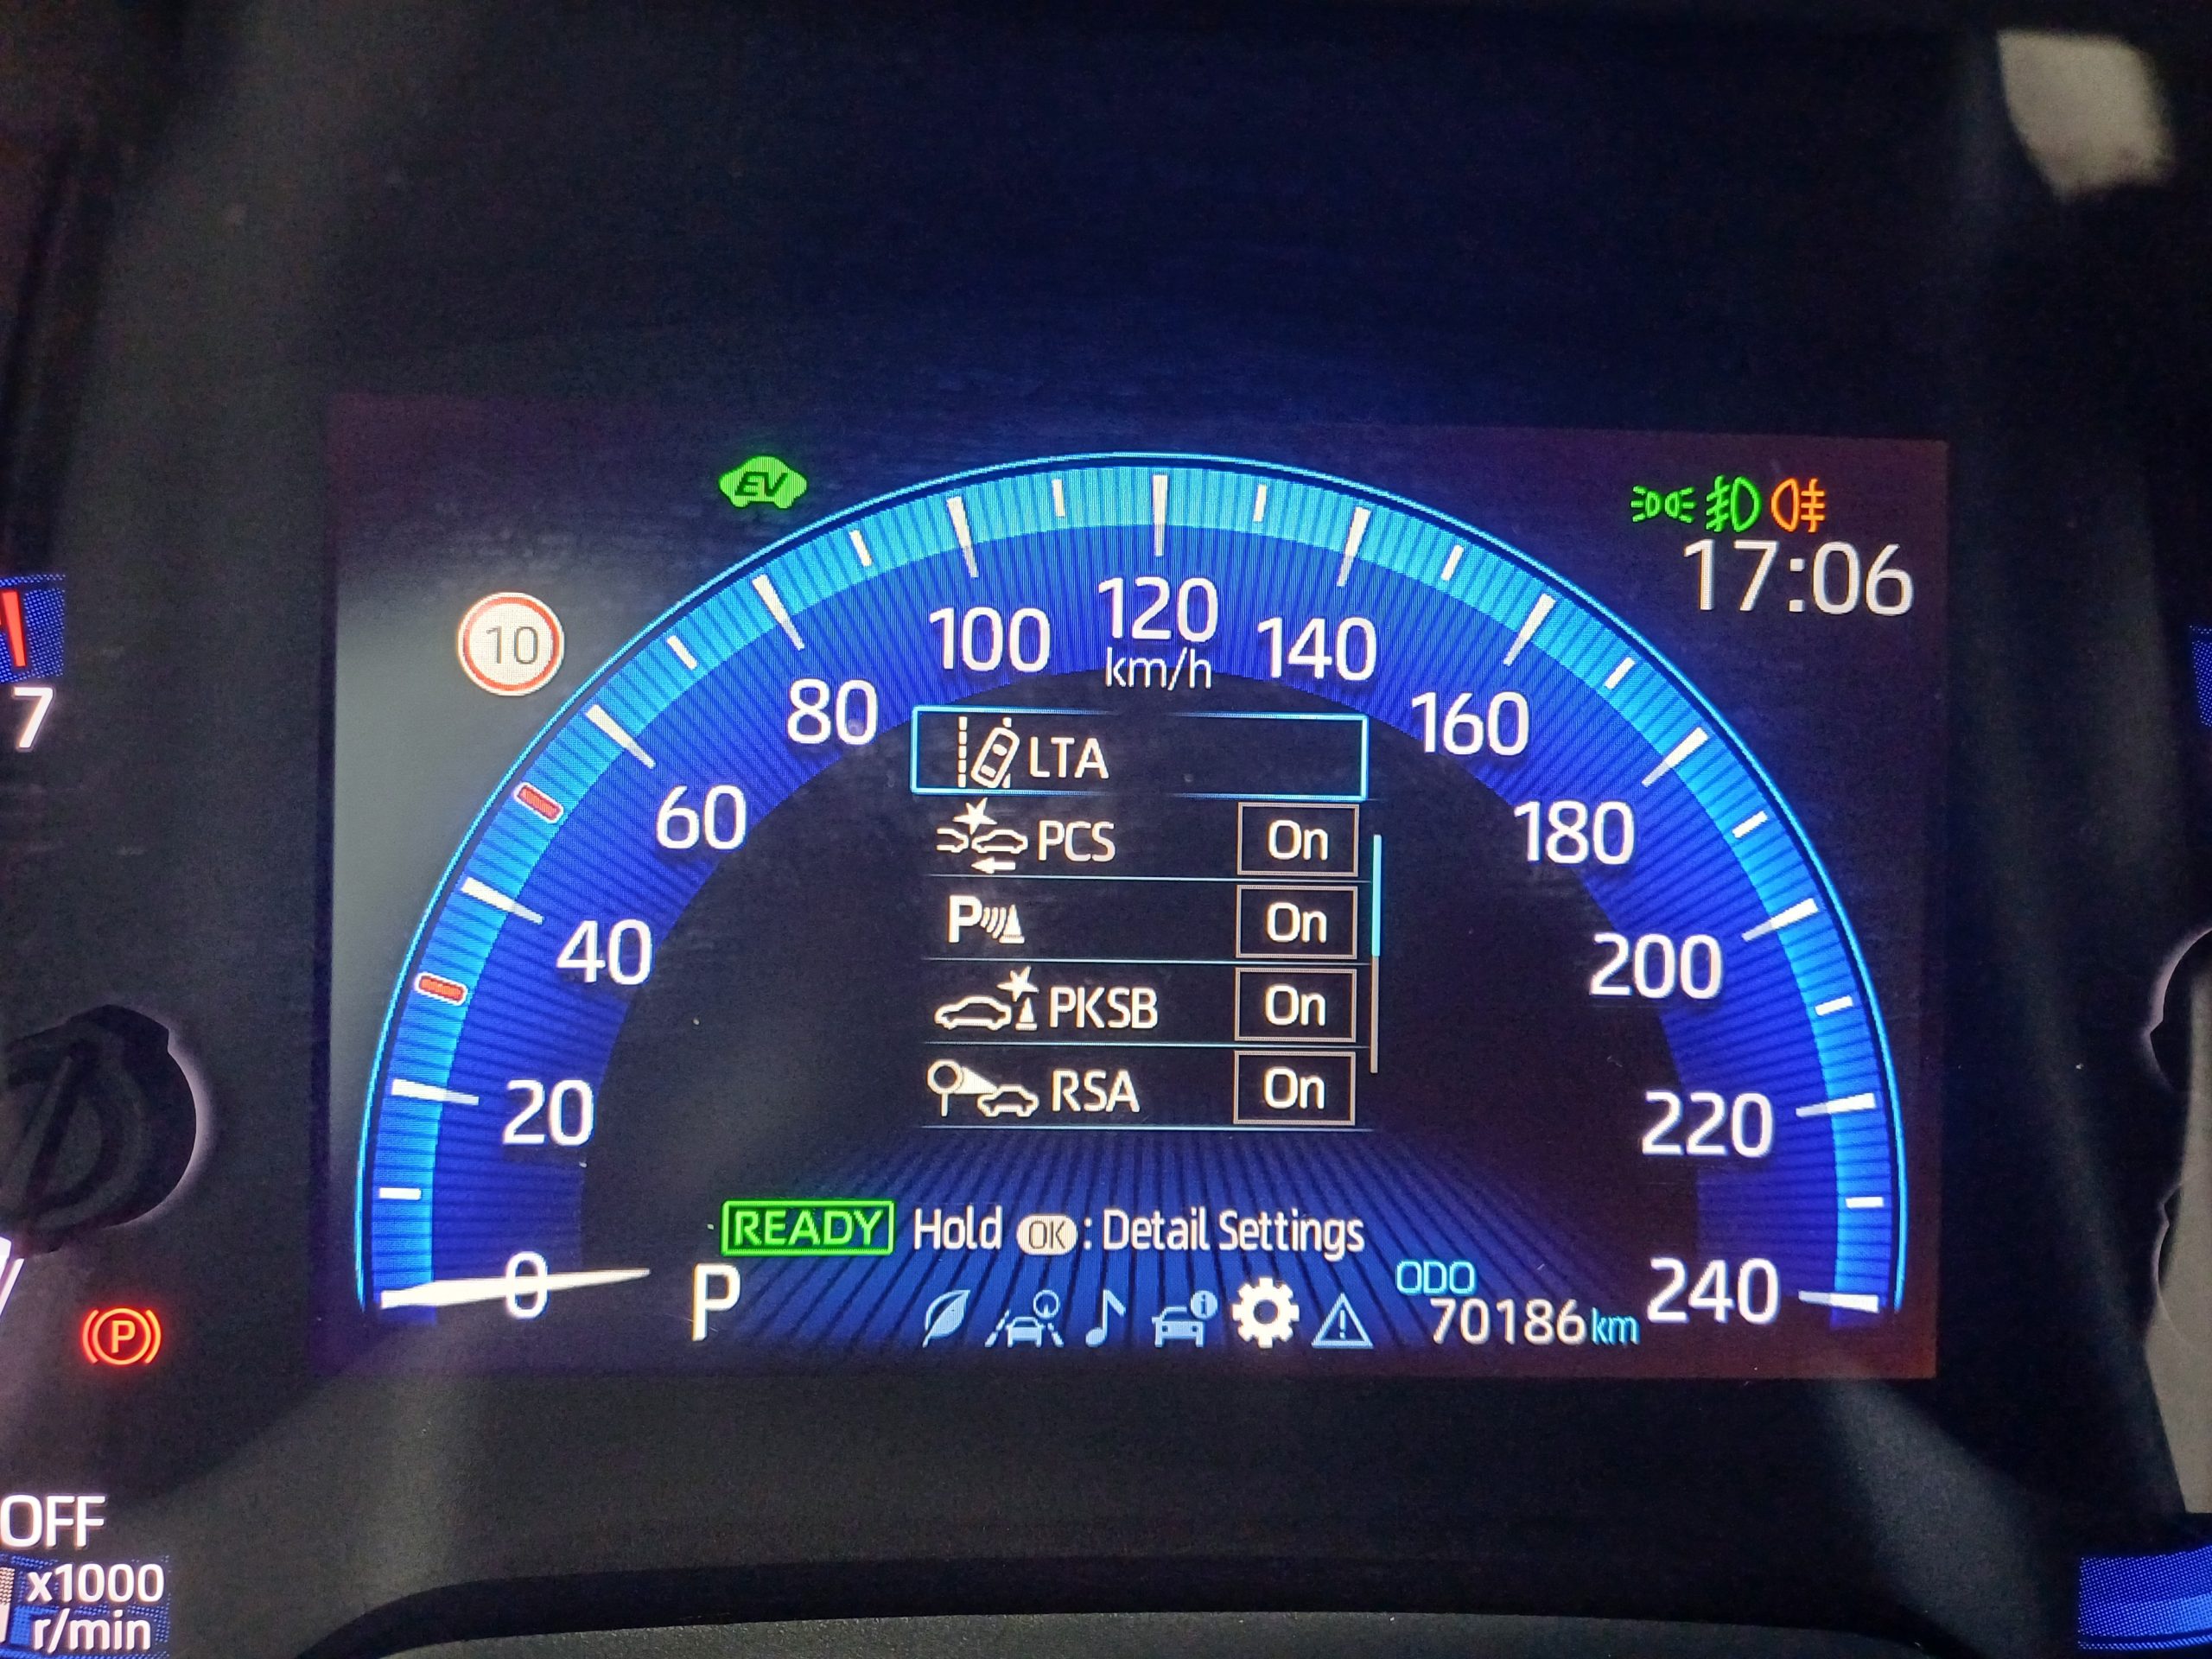 EV
17:06
10
100
120
140
km/h
80
160
7
LTA
60
180
PCS On
P On
40
200
PKSB On
RSA On
20
220
READY Hold OK : Detail Settings
0
P
ODO
240
70186 km
P
OFF
x1000
r/min